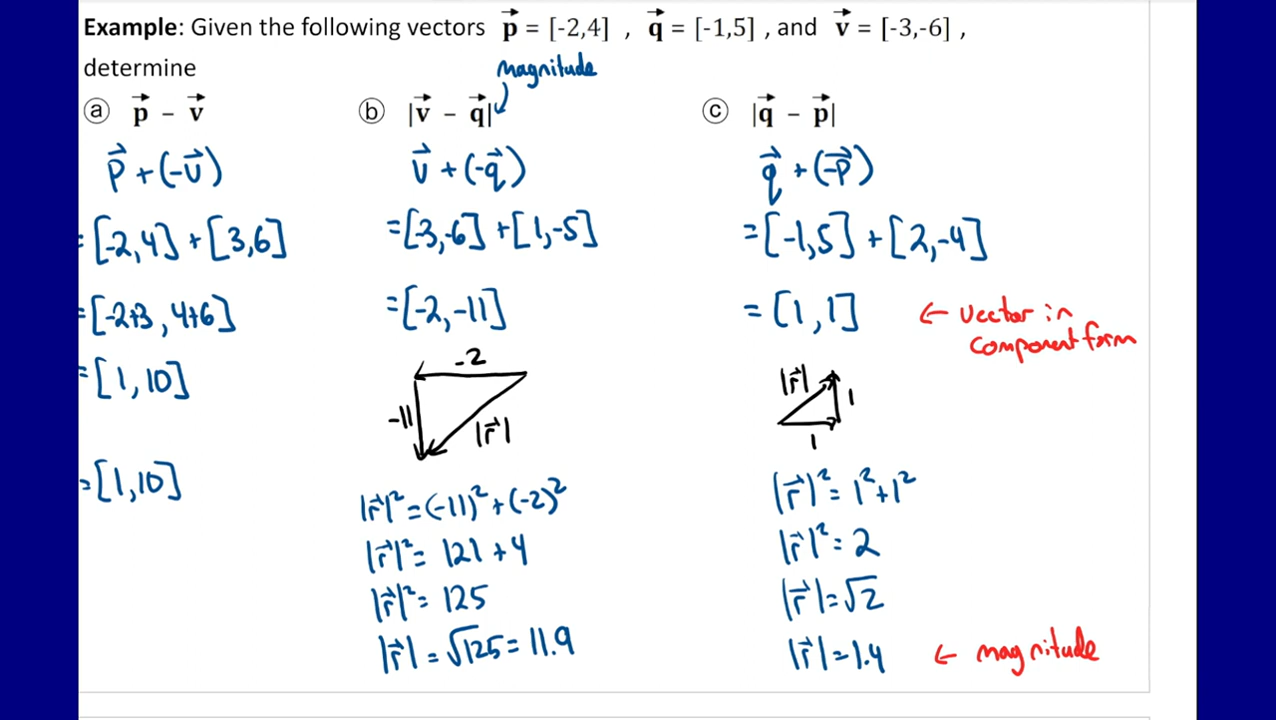 Example: Given the following vectors p⃗ = [-2,4] , q⃗ = [-1,5] , and v⃗ = [-3,-6] ,
determine
magnitude
ⓐ p⃗ - v⃗
p⃗ + (-v⃗)
= [-2,4] + [3,6]
= [-2+3, 4+6]
= [1, 10]
= [1,10]
ⓑ |v⃗ - q⃗|
v⃗ + (-q⃗)
= [-3,-6] + [1,-5]
= [-2,-11]
-2
-11
|r⃗|
|r⃗|² = (-11)² + (-2)²
|r⃗|² = 121 + 4
|r⃗|² = 125
|r⃗| = √125 = 11.9
ⓒ |q⃗ - p⃗|
q⃗ + (-p⃗)
= [-1,5] + [2,-4]
= [1,1]
← vector in
component form
|r⃗|
1
1
|r⃗|² = 1² + 1²
|r⃗|² = 2
|r⃗| = √2
|r⃗| = 1.4
← magnitude